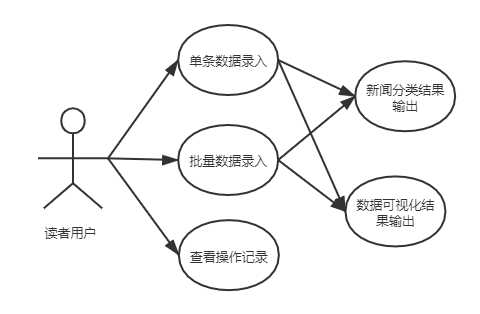 单条数据录入
新闻分类结果
输出
批量数据录入
数据可视化结
果输出
读者用户
查看操作记录